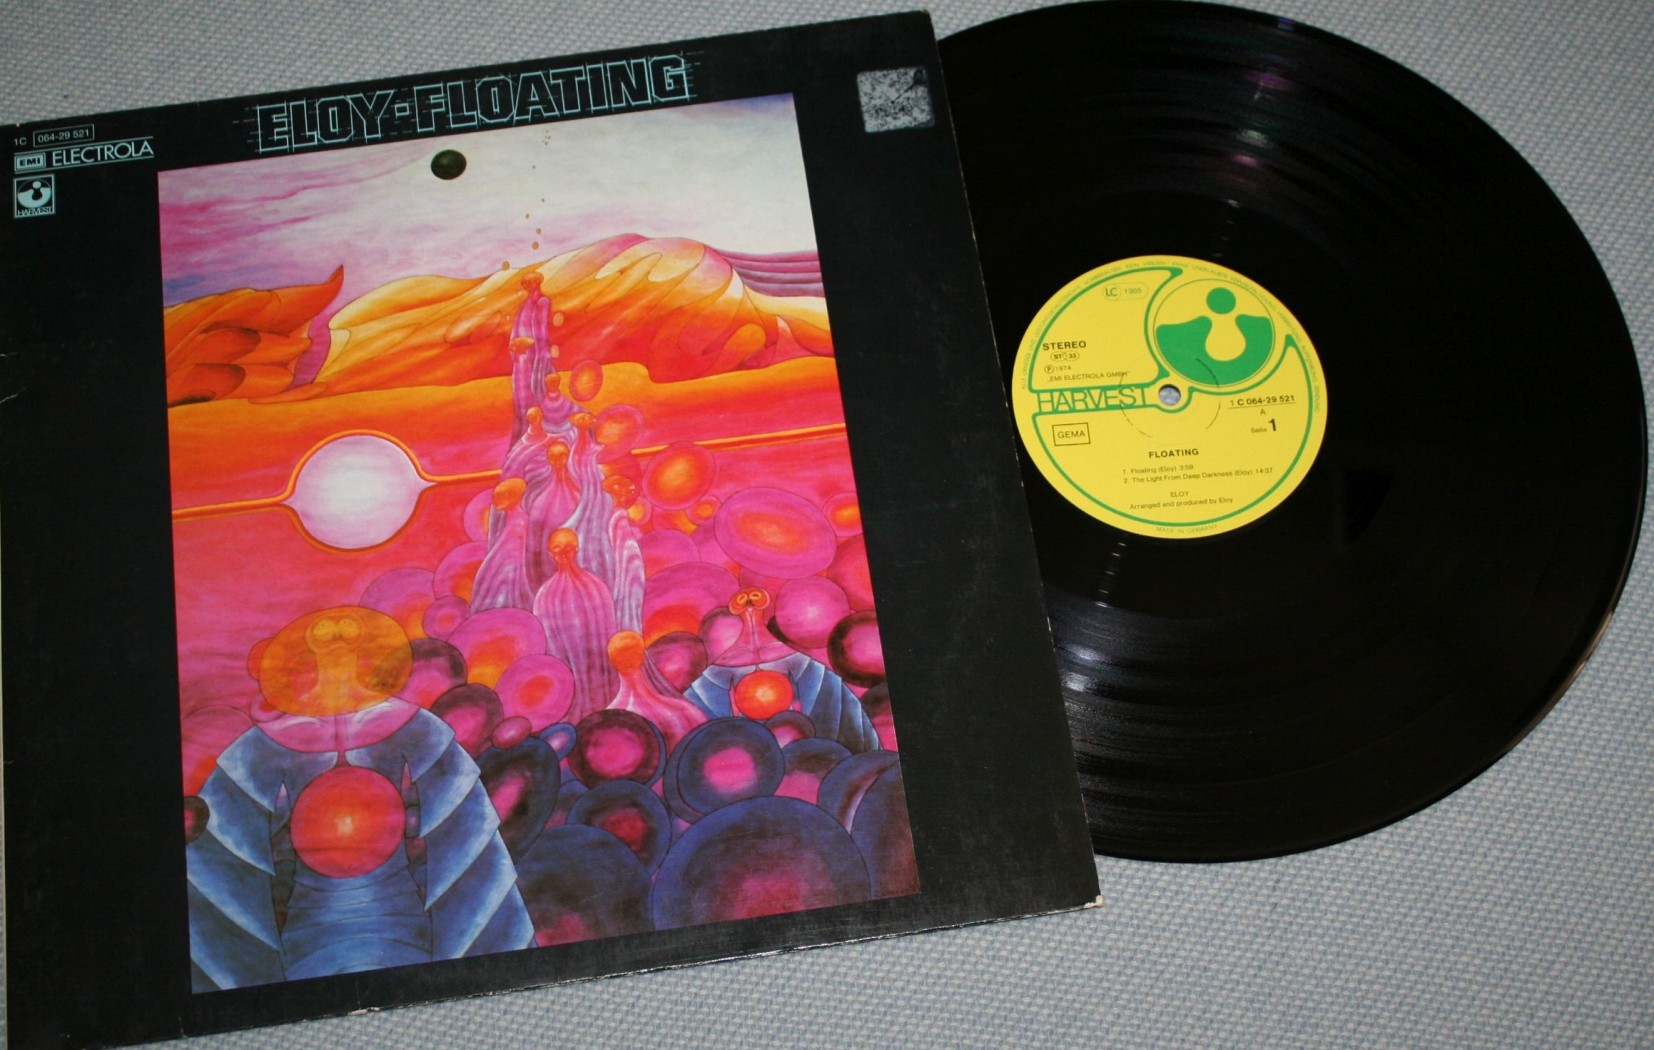 ELOY-FLOATING
1C 064-29 521
EMI ELECTROLA
HARVEST
LC 1305
STEREO
ST 33
℗ 1974
„EMI ELECTROLA GMBH"
HARVEST
1 C 064-29 521
A
Seite 1
GEMA
FLOATING
1. Floating (Eloy) 3:59
2. The Light From Deep Darkness (Eloy) 14:37
ELOY
Arranged and produced by Eloy
MADE IN GERMANY